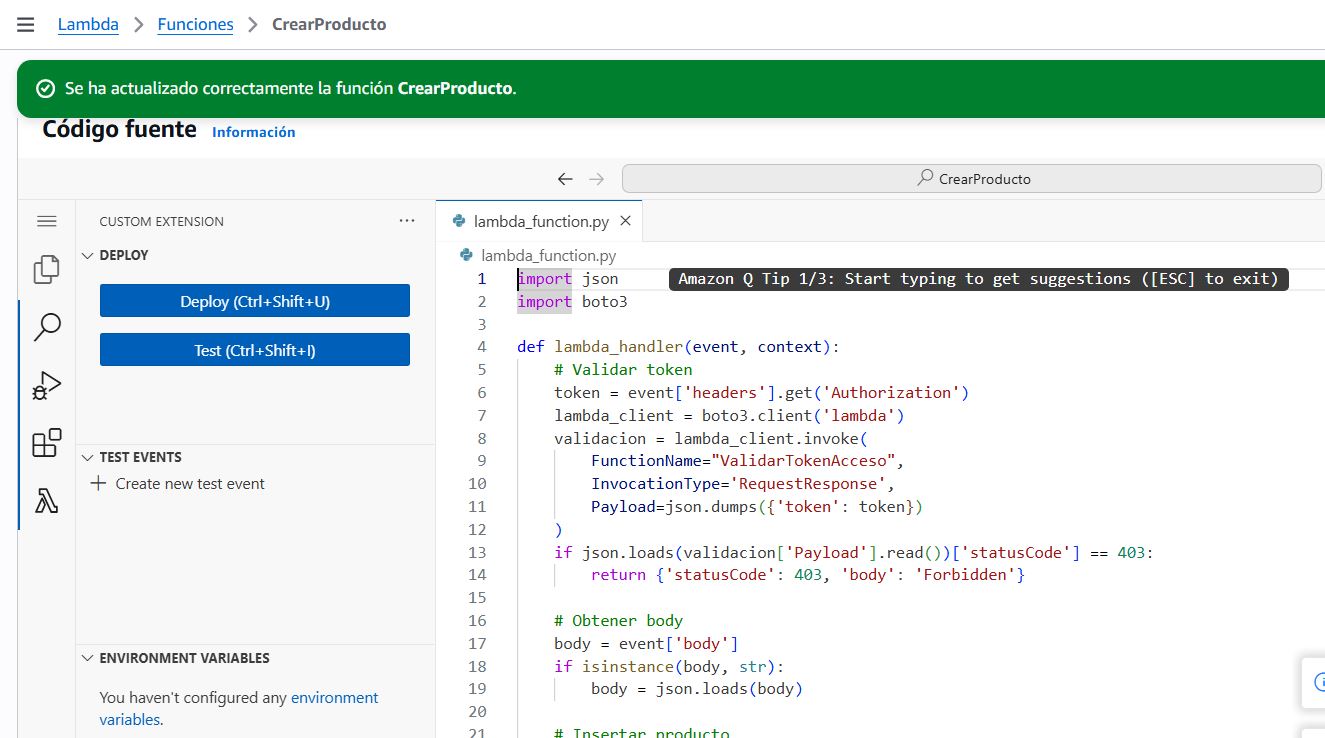 Lambda > Funciones > CrearProducto
Se ha actualizado correctamente la función CrearProducto.
Código fuente Información
CrearProducto
CUSTOM EXTENSION
DEPLOY
Deploy (Ctrl+Shift+U)
Test (Ctrl+Shift+I)
TEST EVENTS
Create new test event
ENVIRONMENT VARIABLES
You haven't configured any environment
variables.
lambda_function.py
lambda_function.py
1 import json Amazon Q Tip 1/3: Start typing to get suggestions ([ESC] to exit)
2 import boto3
3
4 def lambda_handler(event, context):
5 # Validar token
6 token = event['headers'].get('Authorization')
7 lambda_client = boto3.client('lambda')
8 validacion = lambda_client.invoke(
9 FunctionName="ValidarTokenAcceso",
10 InvocationType='RequestResponse',
11 Payload=json.dumps({'token': token})
12 )
13 if json.loads(validacion['Payload'].read())['statusCode'] == 403:
14 return {'statusCode': 403, 'body': 'Forbidden'}
15
16 # Obtener body
17 body = event['body']
18 if isinstance(body, str):
19 body = json.loads(body)
20
21 # Insertar producto